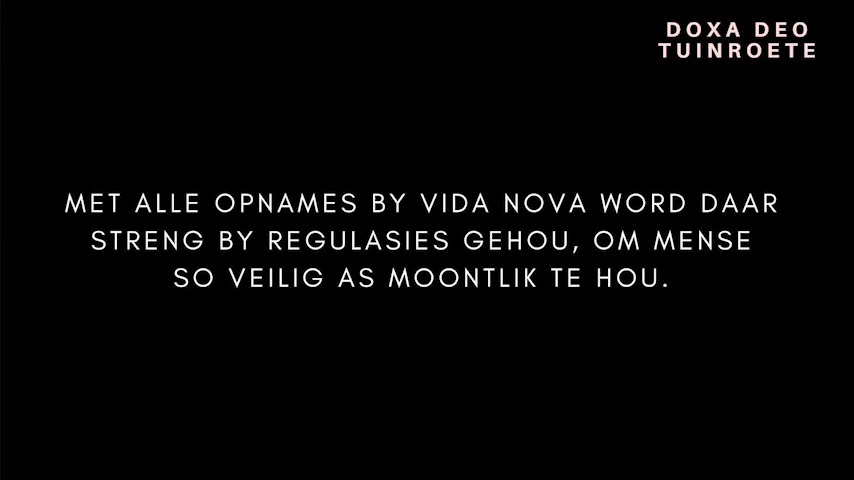 DOXA DEO
TUINROETE
MET ALLE OPNAMES BY VIDA NOVA WORD DAAR
STRENG BY REGULASIES GEHOU, OM MENSE
SO VEILIG AS MOONTLIK TE HOU.